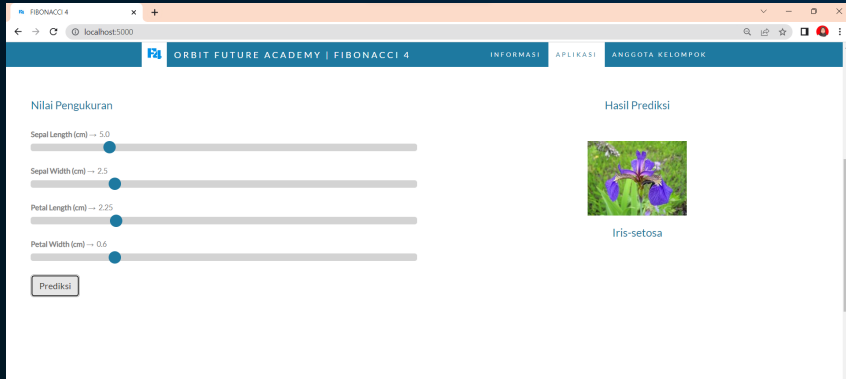 FIBONACCI 4
localhost:5000
F4 ORBIT FUTURE ACADEMY | FIBONACCI 4 INFORMASI APLIKASI ANGGOTA KELOMPOK
Nilai Pengukuran
Sepal Length (cm) → 5.0
Sepal Width (cm) → 2.5
Petal Length (cm) → 2.25
Petal Width (cm) → 0.6
Prediksi
Hasil Prediksi
Iris-setosa